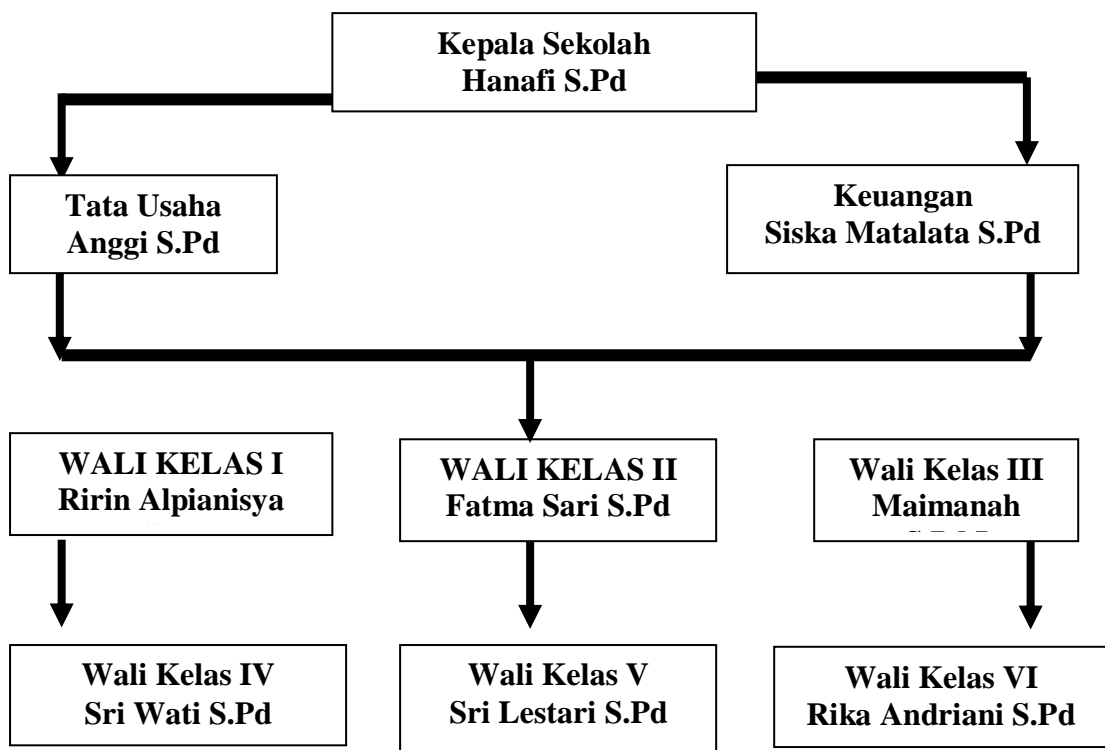 Kepala Sekolah
Hanafi S.Pd
Tata Usaha
Anggi S.Pd
Keuangan
Siska Matalata S.Pd
WALI KELAS I
Ririn Alpianisya
WALI KELAS II
Fatma Sari S.Pd
Wali Kelas III
Maimanah
Wali Kelas IV
Sri Wati S.Pd
Wali Kelas V
Sri Lestari S.Pd
Wali Kelas VI
Rika Andriani S.Pd